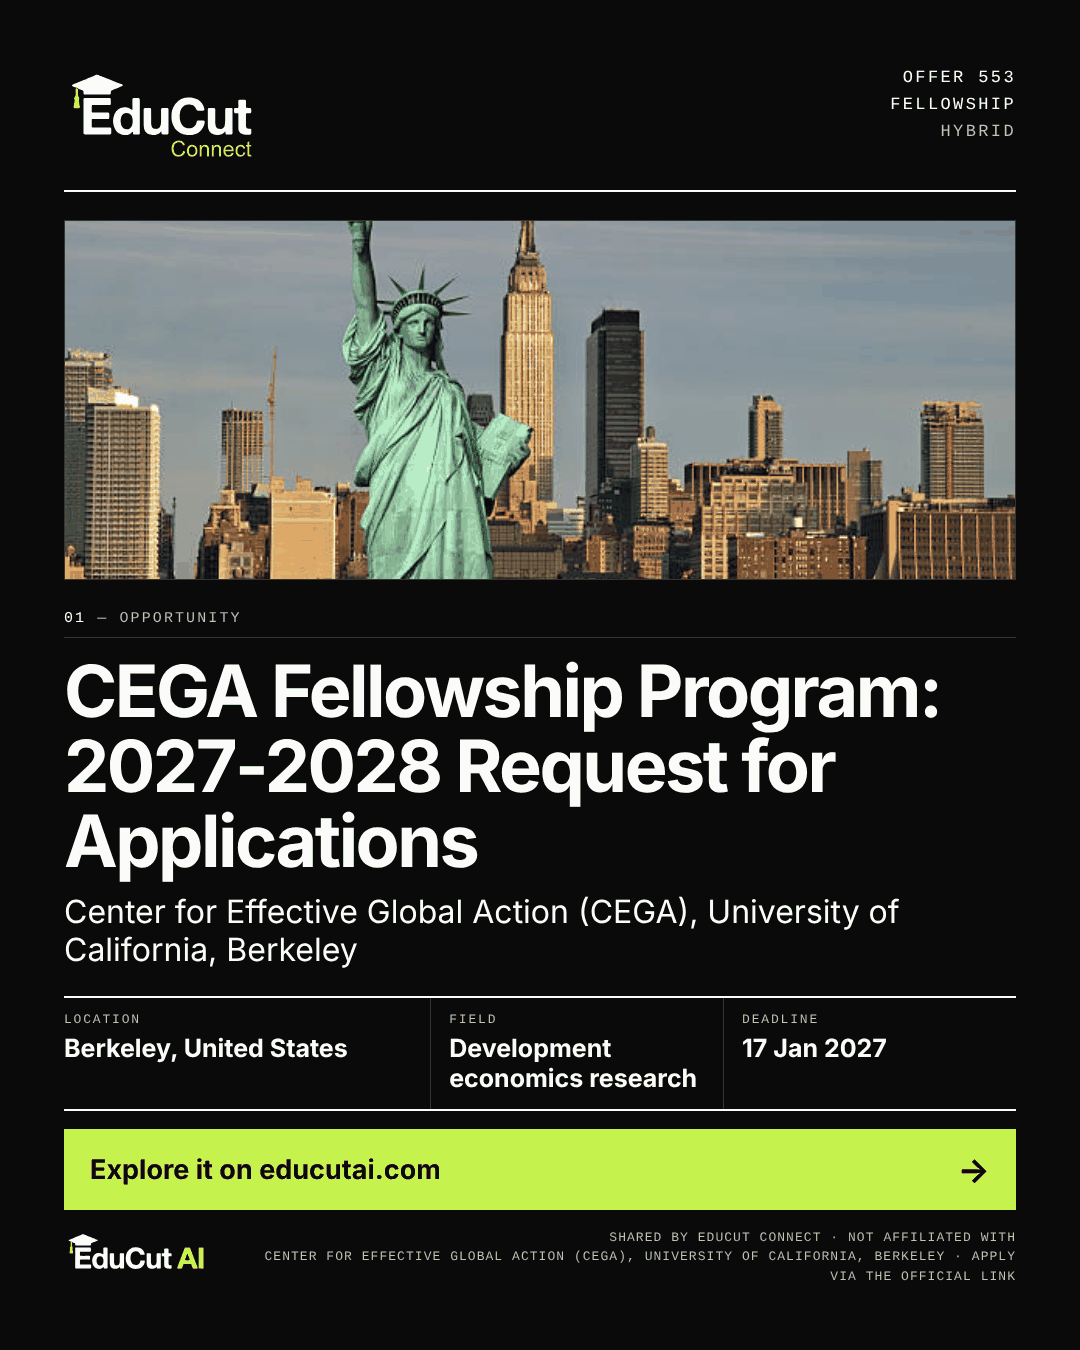 EduCut
Connect
OFFER 553
FELLOWSHIP
HYBRID
01 — OPPORTUNITY
CEGA Fellowship Program:
2027-2028 Request for
Applications
Center for Effective Global Action (CEGA), University of
California, Berkeley
LOCATION
Berkeley, United States
FIELD
Development
economics research
DEADLINE
17 Jan 2027
Explore it on educutai.com →
EduCut AI
SHARED BY EDUCUT CONNECT · NOT AFFILIATED WITH
CENTER FOR EFFECTIVE GLOBAL ACTION (CEGA), UNIVERSITY OF CALIFORNIA, BERKELEY · APPLY
VIA THE OFFICIAL LINK